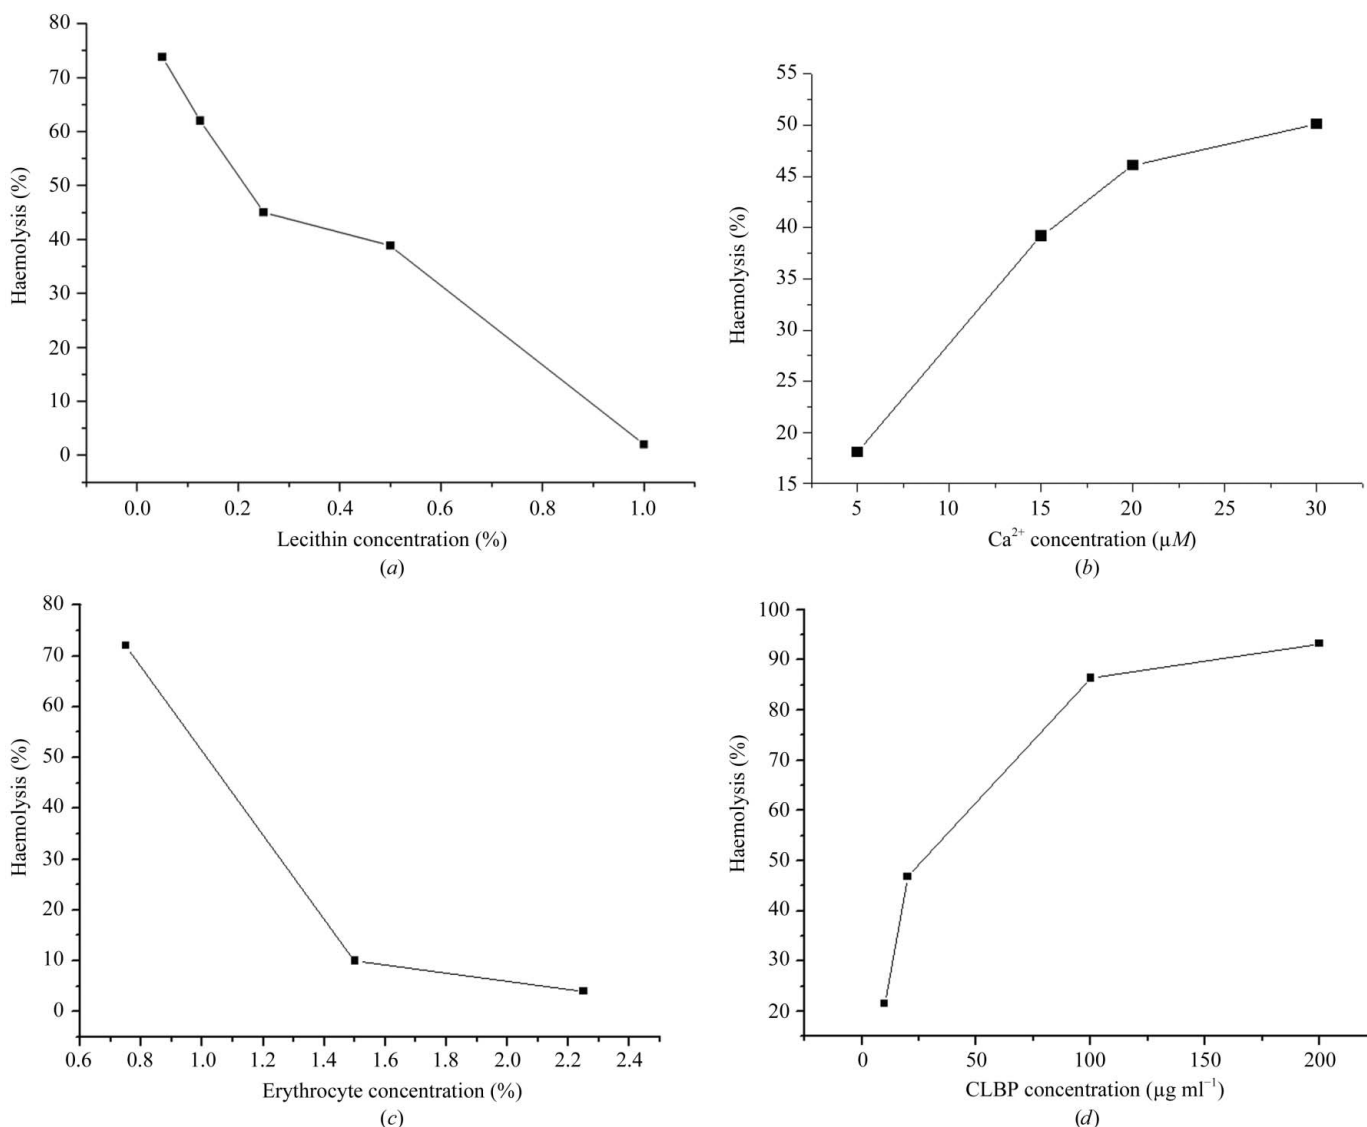 80
70
60
50
40
30
20
10
0
Haemolysis (%)
0.0 0.2 0.4 0.6 0.8 1.0
Lecithin concentration (%)
(a)
55
50
45
40
35
30
25
20
15
Haemolysis (%)
5 10 15 20 25 30
Ca²⁺ concentration (µM)
(b)
80
70
60
50
40
30
20
10
0
Haemolysis (%)
0.6 0.8 1.0 1.2 1.4 1.6 1.8 2.0 2.2 2.4
Erythrocyte concentration (%)
(c)
100
90
80
70
60
50
40
30
20
Haemolysis (%)
0 50 100 150 200
CLBP concentration (µg ml⁻¹)
(d)